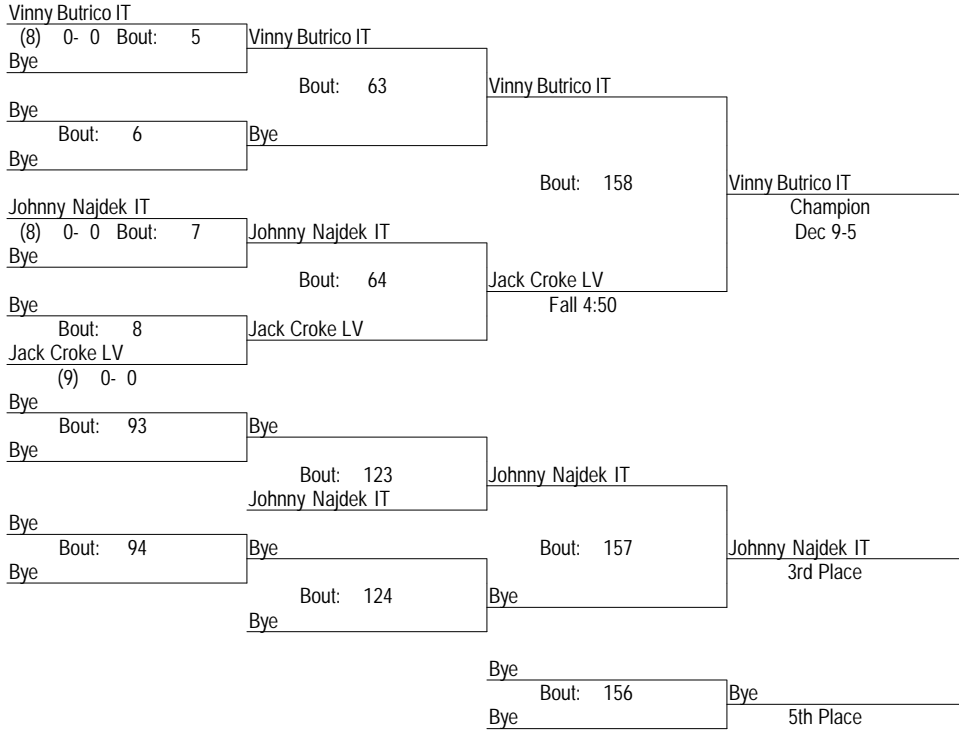 Vinny Butrico IT
(8) 0- 0 Bout: 5 Vinny Butrico IT
Bye
Bout: 63 Vinny Butrico IT
Bye
Bout: 6 Bye
Bye
Bout: 158 Vinny Butrico IT
Johnny Najdek IT Champion
(8) 0- 0 Bout: 7 Johnny Najdek IT Dec 9-5
Bye
Bout: 64 Jack Croke LV
Bye Fall 4:50
Bout: 8 Jack Croke LV
Jack Croke LV
(9) 0- 0
Bye
Bout: 93 Bye
Bye
Bout: 123 Johnny Najdek IT
Johnny Najdek IT
Bye
Bout: 94 Bye Bout: 157 Johnny Najdek IT
Bye 3rd Place
Bout: 124 Bye
Bye
Bye
Bout: 156 Bye
Bye 5th Place